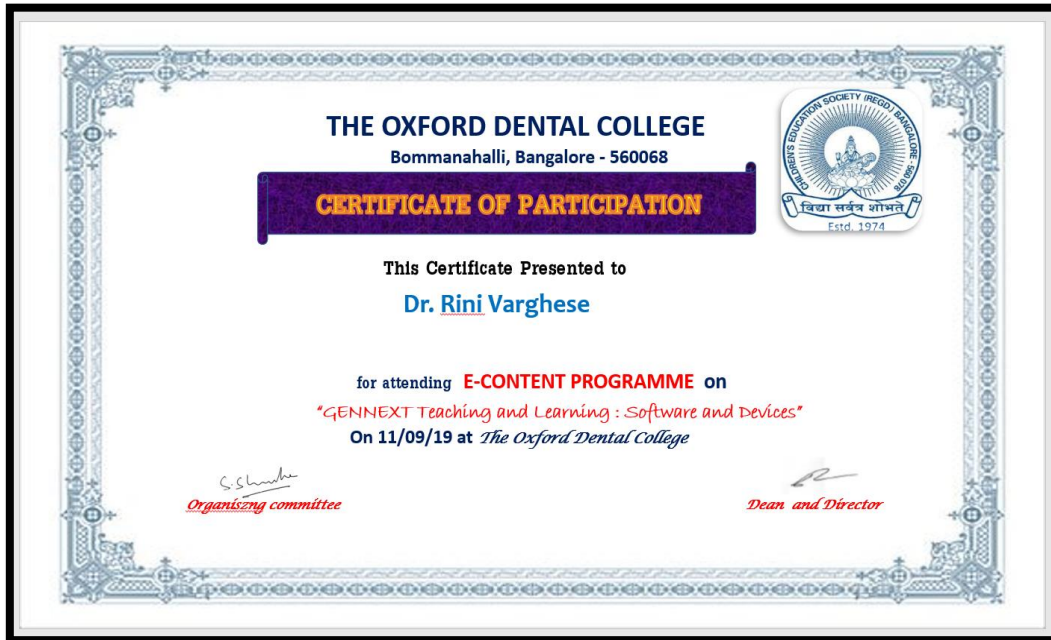 THE OXFORD DENTAL COLLEGE
Bommanahalli, Bangalore - 560068
CERTIFICATE OF PARTICIPATION
CHILDREN'S EDUCATION SOCIETY (REGD.) BANGALORE - 560 078
विद्या सर्वत्र शोभते
Estd. 1974
This Certificate Presented to
Dr. Rini Varghese
for attending E-CONTENT PROGRAMME on
"GENNEXT Teaching and Learning : Software and Devices"
On 11/09/19 at The Oxford Dental College
Organiszng committee
Dean and Director